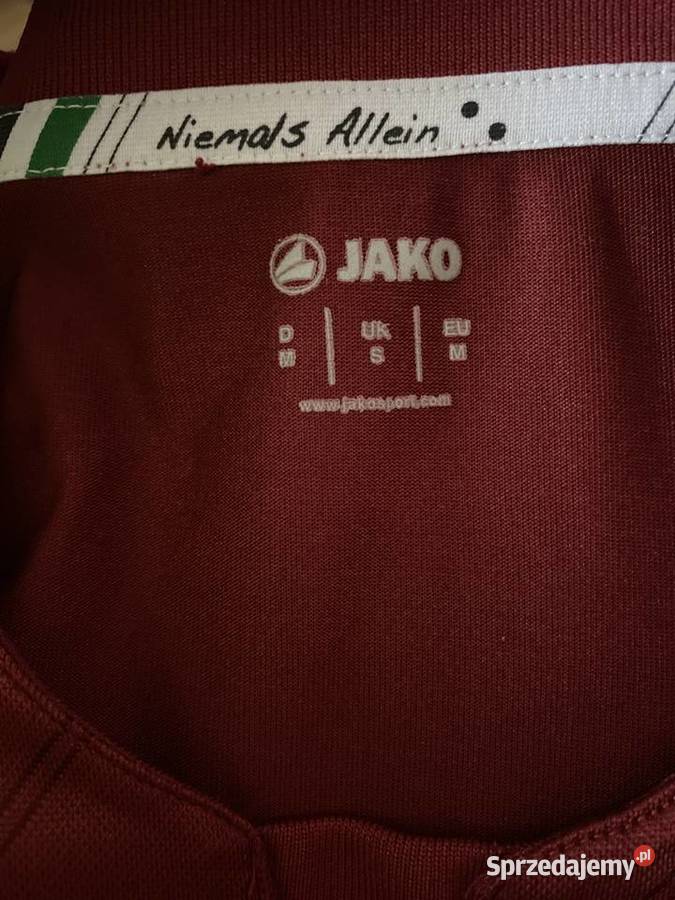 Niemals Allein
JAKO
D | UK | EU
M | S | M
www.jakosport.com
Sprzedajemy.pl